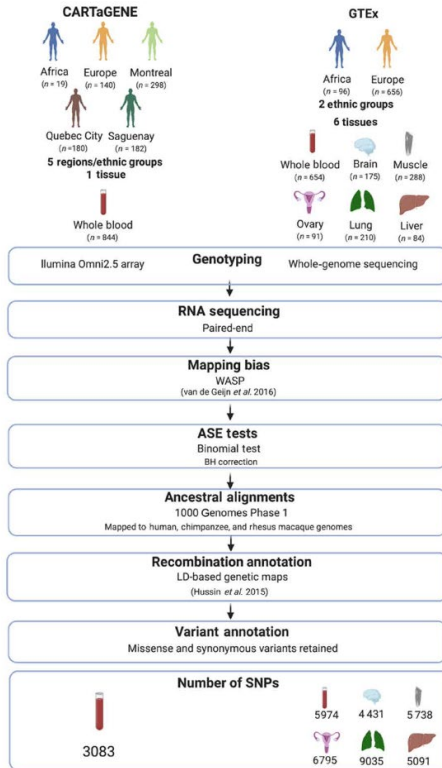 CARTaGENE
GTEx
Africa Europe Montreal
(n = 19) (n = 140) (n = 298)
Africa Europe
(n = 96) (n = 656)
2 ethnic groups
Quebec City Saguenay
(n =180) (n = 182)
5 regions/ethnic groups
1 tissue
6 tissues
Whole blood Brain Muscle
(n = 654) (n = 175) (n = 288)
Whole blood
(n = 844)
Ovary Lung Liver
(n = 91) (n = 210) (n = 84)
Genotyping
Ilumina Omni2.5 array
Whole-genome sequencing
RNA sequencing
Paired-end
Mapping bias
WASP
(van de Geijn et al. 2016)
ASE tests
Binomial test
BH correction
Ancestral alignments
1000 Genomes Phase 1
Mapped to human, chimpanzee, and rhesus macaque genomes
Recombination annotation
LD-based genetic maps
(Hussin et al. 2015)
Variant annotation
Missense and synonymous variants retained
Number of SNPs
3083
5974 4 431 5 738
6795 9035 5091